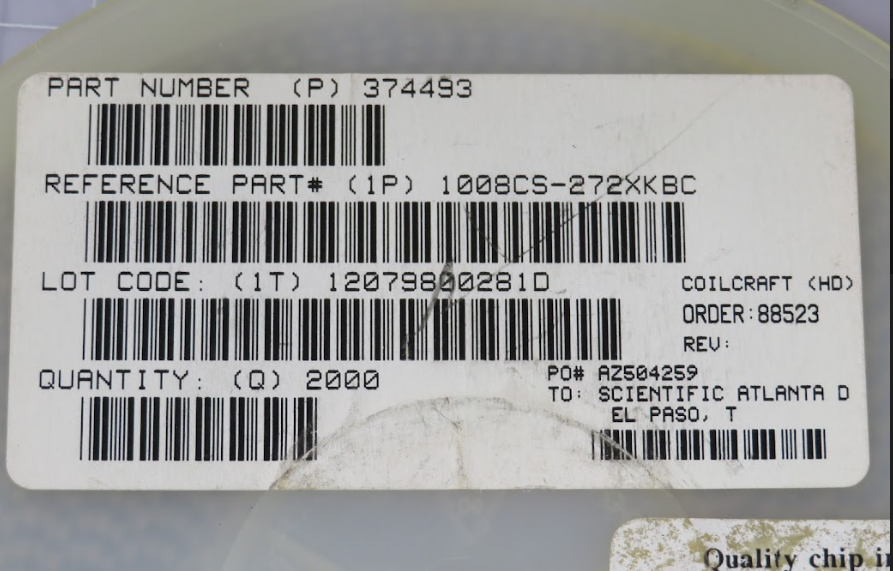 PART NUMBER (P) 374493
REFERENCE PART# (1P) 1008CS-272XKBC
LOT CODE: (1T) 12079800281D
COILCRAFT (HD)
ORDER:88523
REV:
QUANTITY: (Q) 2000
PO# AZ504259
TO: SCIENTIFIC ATLANTA D
EL PASO, T
Quality chip in